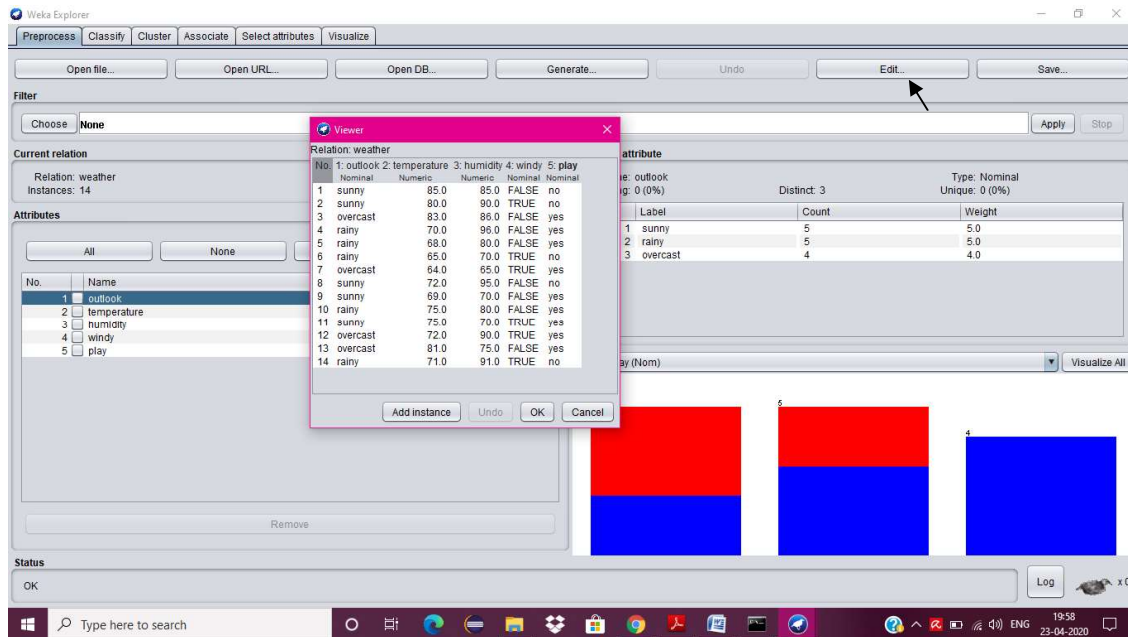 Weka Explorer
Preprocess Classify Cluster Associate Select attributes Visualize
Open file... Open URL... Open DB... Generate... Undo Edit... Save...
Filter
Choose None Apply Stop
Current relation
Relation: weather
Instances: 14
Attributes
All None
No. Name
1 outlook
2 temperature
3 humidity
4 windy
5 play
Remove
Viewer
Relation: weather
No. 1: outlook 2: temperature 3: humidity 4: windy 5: play
Nominal Numeric Numeric Nominal Nominal
1 sunny 85.0 85.0 FALSE no
2 sunny 80.0 90.0 TRUE no
3 overcast 83.0 86.0 FALSE yes
4 rainy 70.0 96.0 FALSE yes
5 rainy 68.0 80.0 FALSE yes
6 rainy 65.0 70.0 TRUE no
7 overcast 64.0 65.0 TRUE yes
8 sunny 72.0 95.0 FALSE no
9 sunny 69.0 70.0 FALSE yes
10 rainy 75.0 80.0 FALSE yes
11 sunny 75.0 70.0 TRUE yes
12 overcast 72.0 90.0 TRUE yes
13 overcast 81.0 75.0 FALSE yes
14 rainy 71.0 91.0 TRUE no
Add instance Undo OK Cancel
attribute
e: outlook Type: Nominal
g: 0 (0%) Distinct: 3 Unique: 0 (0%)
Label Count Weight
1 sunny 5 5.0
2 rainy 5 5.0
3 overcast 4 4.0
ay (Nom) Visualize All
5
4
Status
OK
Log x 0
Type here to search
ENG
19:58
23-04-2020